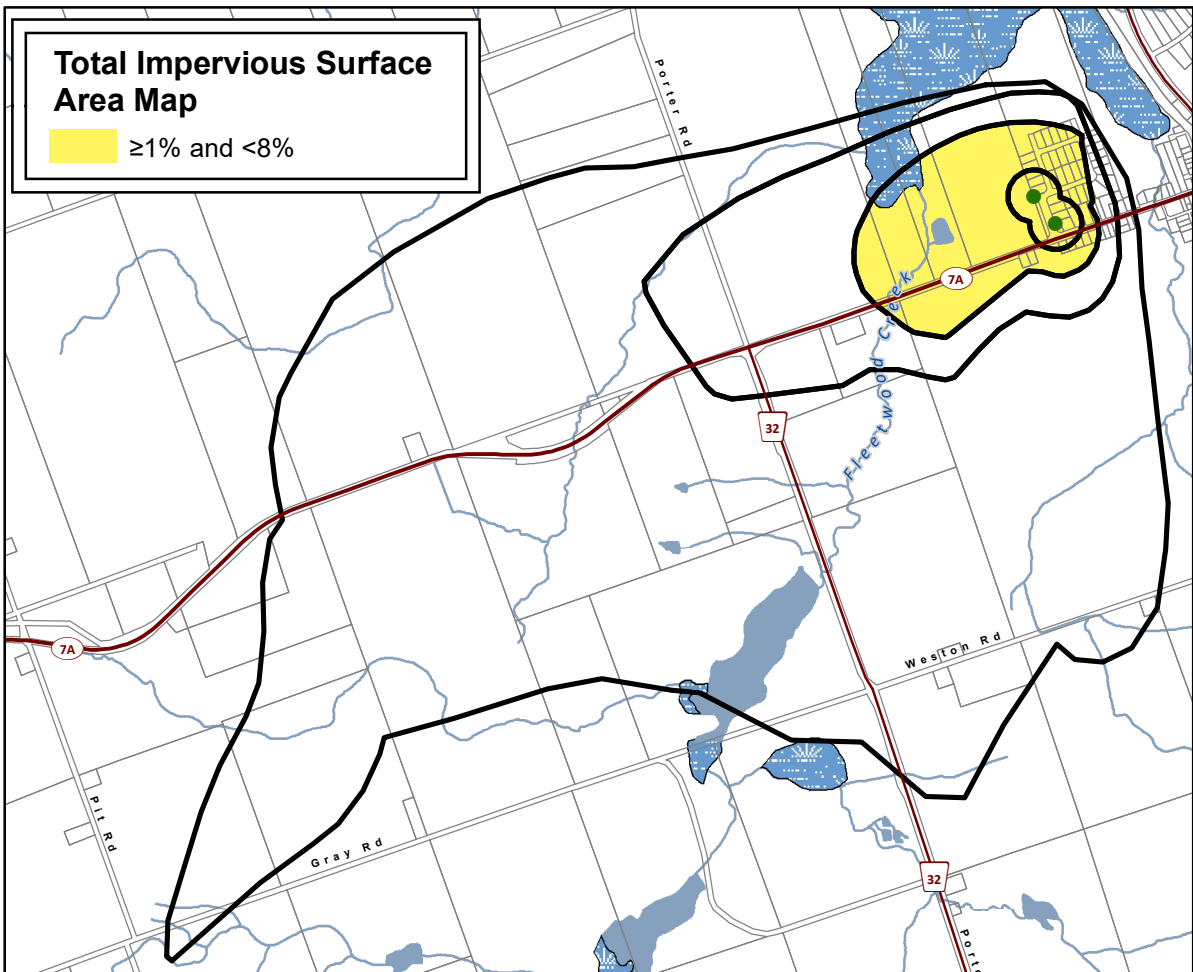 Total Impervious Surface
Area Map
≥1% and <8%
Porter Rd
7A
Fleetwood Creek
32
7A
Weston Rd
Pit Rd
Gray Rd
32
Porte